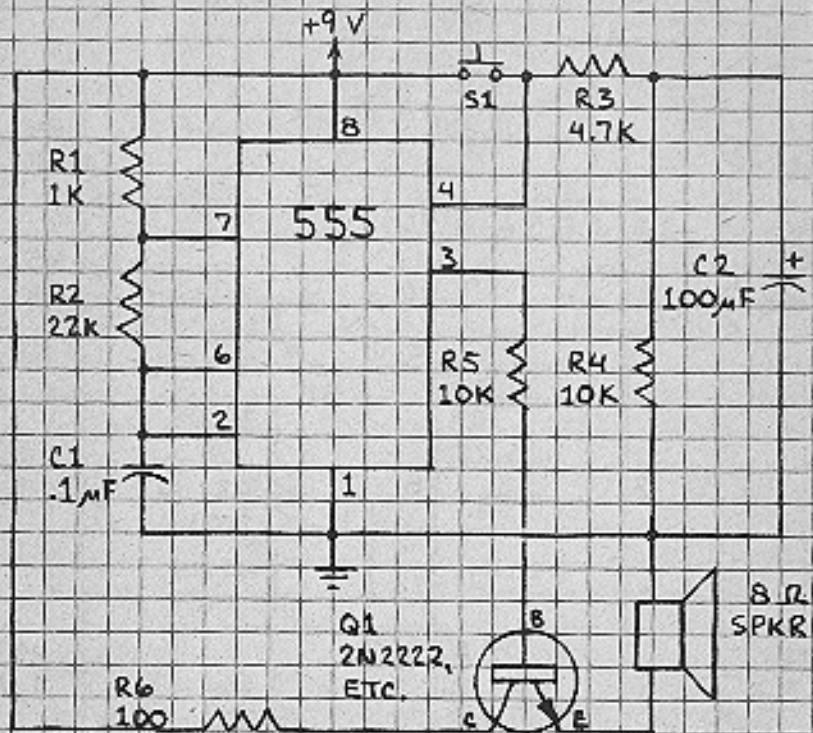 +9 V
S1
R3
4.7K
8
R1
1K
555
4
7
3
C2
+
100μF
R2
22K
6
R5
10K
R4
10K
2
C1
.1μF
1
Q1
2N2222,
ETC.
B
8 Ω
SPKR
R6
100
C
E